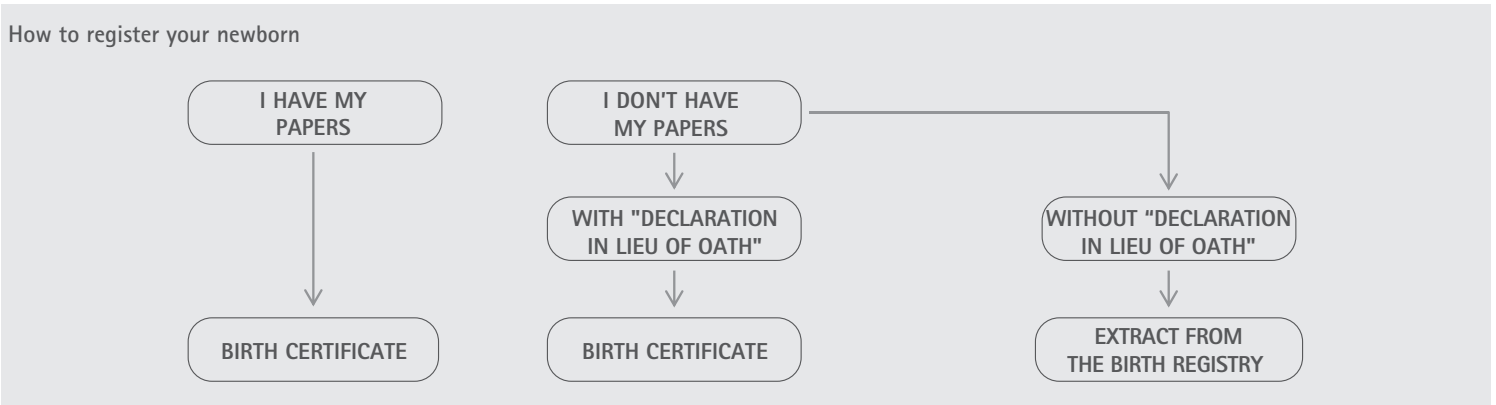 How to register your newborn
I HAVE MY
PAPERS
I DON'T HAVE
MY PAPERS
WITH "DECLARATION
IN LIEU OF OATH"
WITHOUT “DECLARATION
IN LIEU OF OATH"
BIRTH CERTIFICATE
BIRTH CERTIFICATE
EXTRACT FROM
THE BIRTH REGISTRY